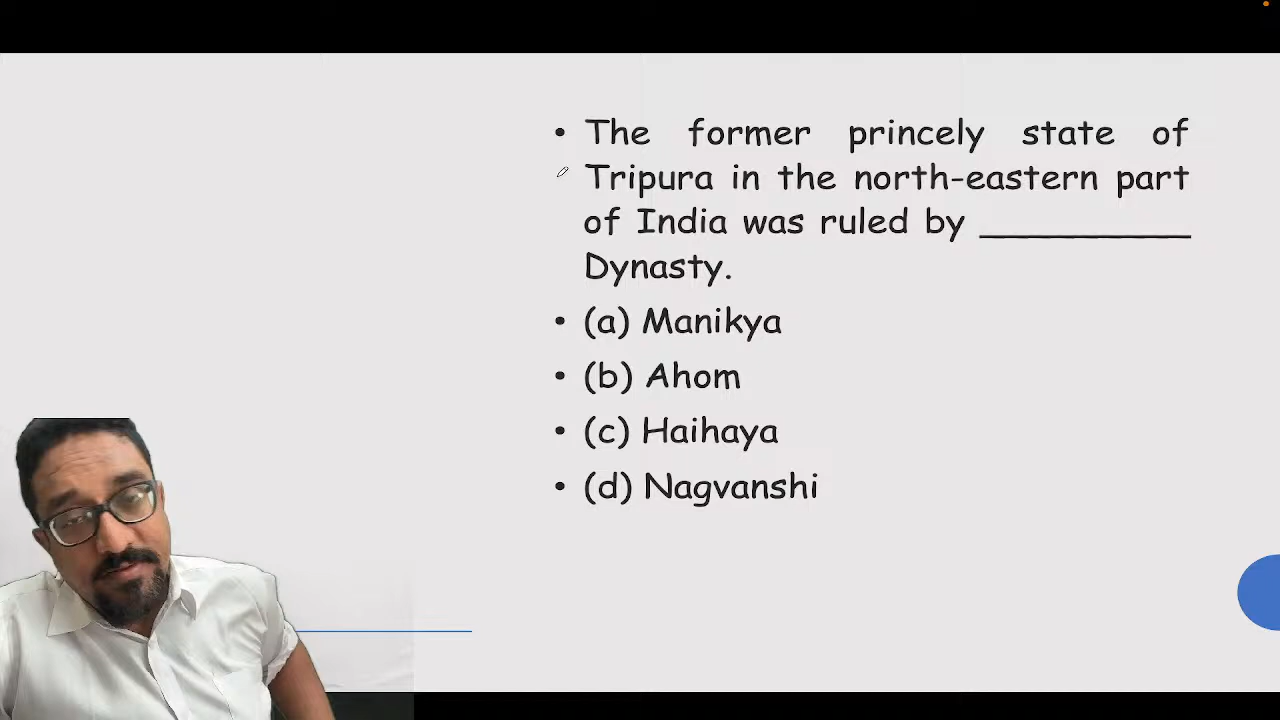 • The former princely state of
Tripura in the north-eastern part
of India was ruled by __________
Dynasty.
• (a) Manikya
• (b) Ahom
• (c) Haihaya
• (d) Nagvanshi